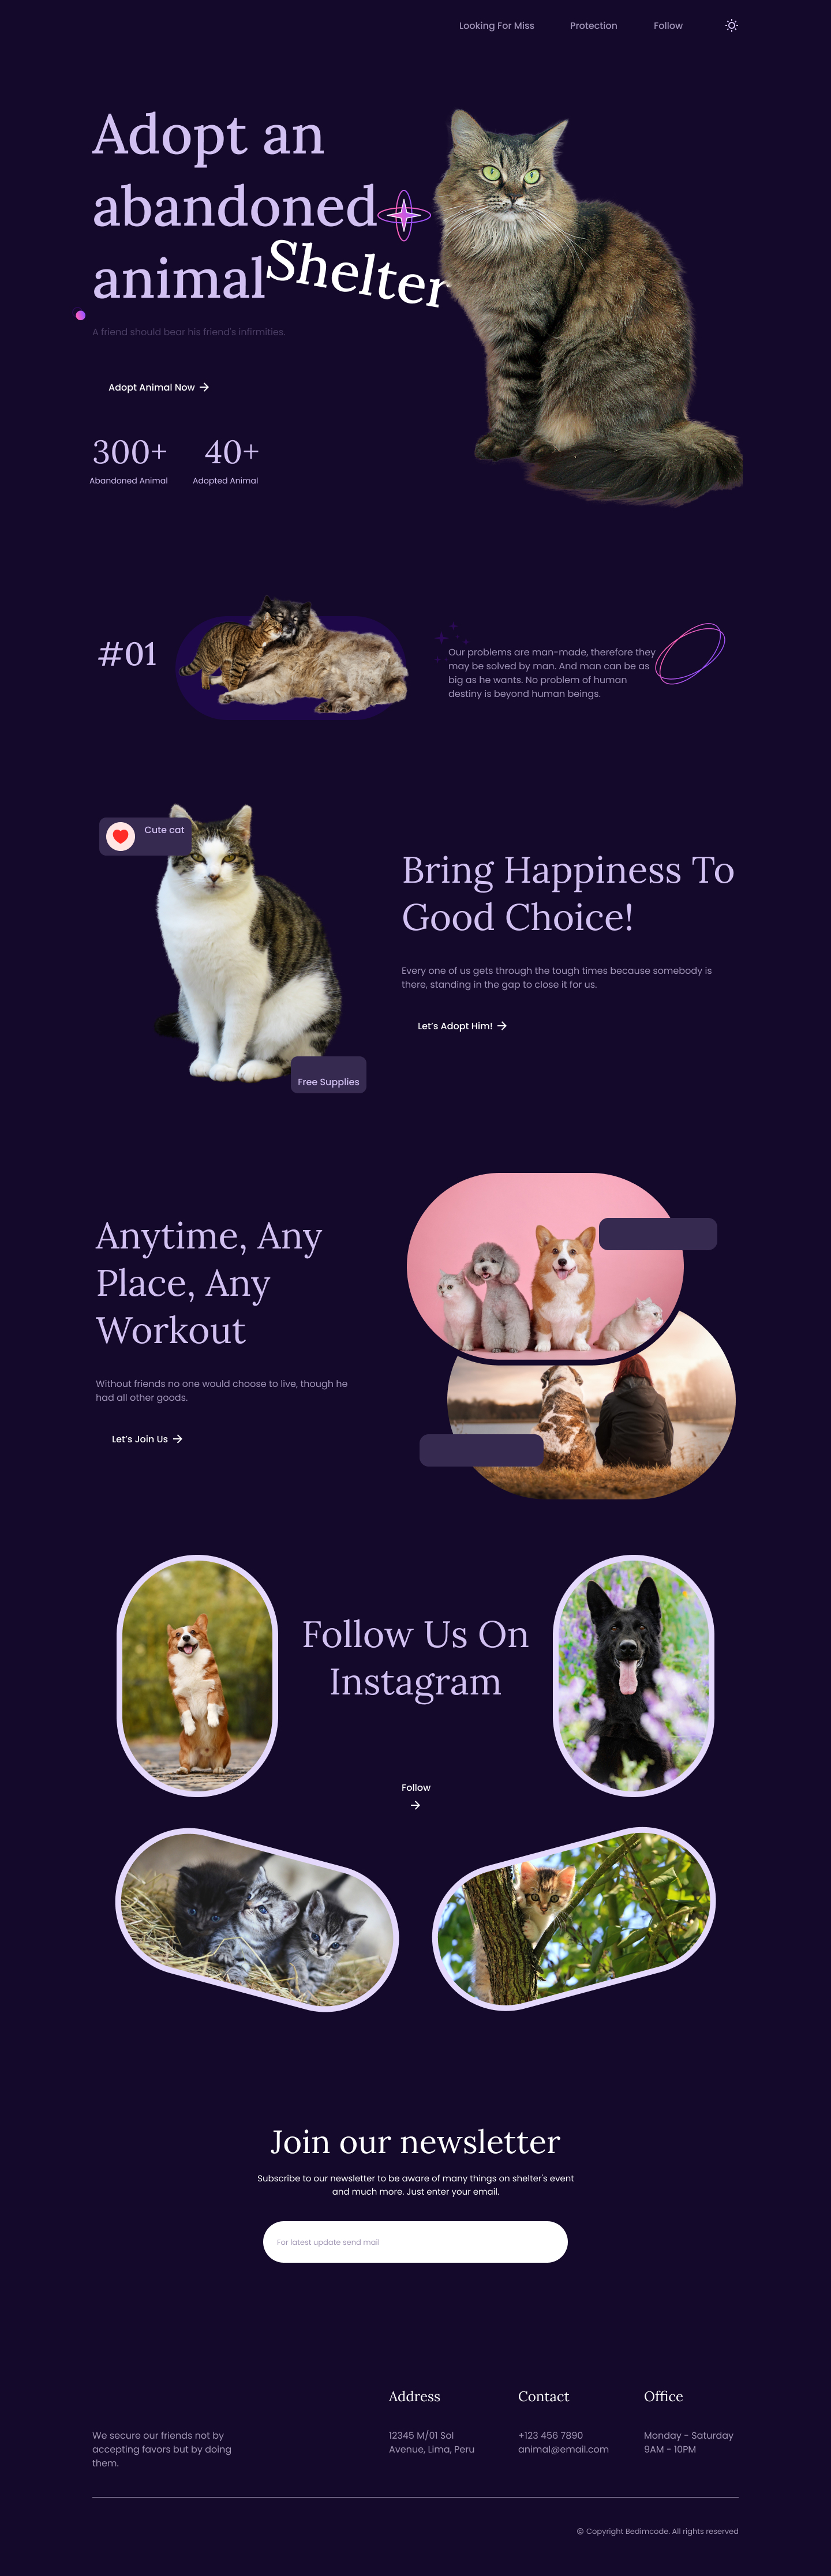 Looking For Miss
Protection
Follow
Adopt an
abandoned
animal
Shelter
A friend should bear his friend's infirmities.
Adopt Animal Now
300+
40+
Abandoned Animal
Adopted Animal
#01
Our problems are man-made, therefore they
may be solved by man. And man can be as
big as he wants. No problem of human
destiny is beyond human beings.
Cute cat
Free Supplies
Bring Happiness To
Good Choice!
Every one of us gets through the tough times because somebody is
there, standing in the gap to close it for us.
Let's Adopt Him!
Anytime, Any
Place, Any
Workout
Without friends no one would choose to live, though he
had all other goods.
Let's Join Us
Follow Us On
Instagram
Follow
Join our newsletter
Subscribe to our newsletter to be aware of many things on shelter's event
and much more. Just enter your email.
For latest update send mail
We secure our friends not by
accepting favors but by doing
them.
Address
12345 M/01 Sol
Avenue, Lima, Peru
Contact
+123 456 7890
animal@email.com
Office
Monday - Saturday
9AM - 10PM
© Copyright Bedimcode. All rights reserved